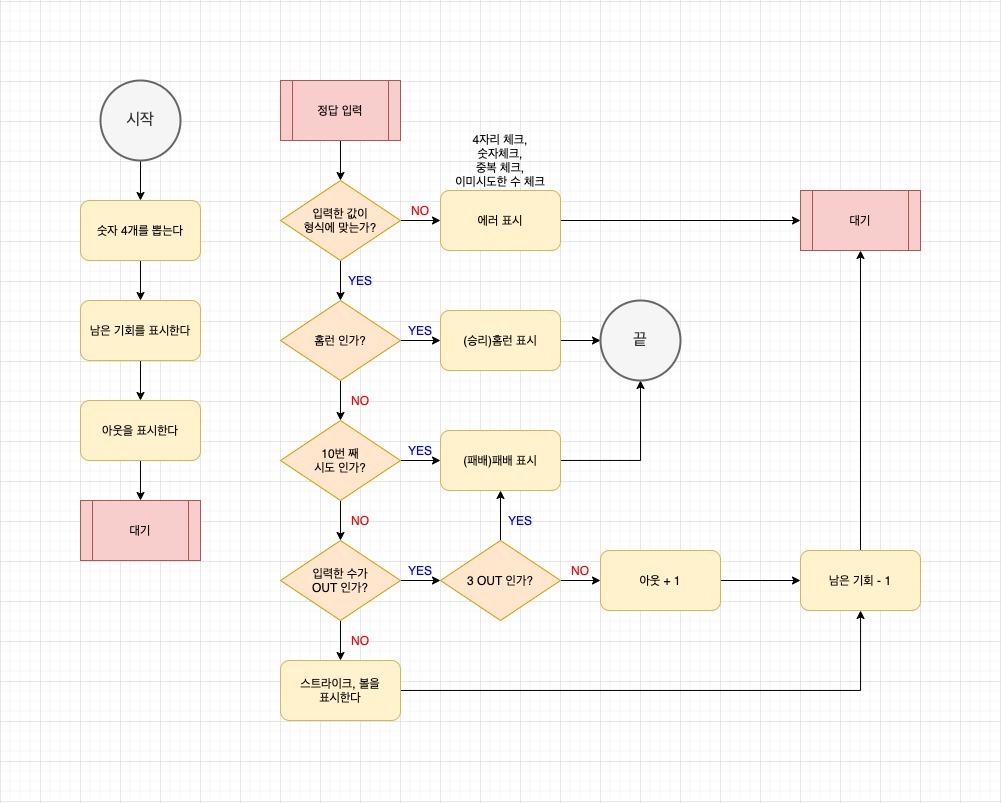 시작
숫자 4개를 뽑는다
남은 기회를 표시한다
아웃을 표시한다
대기
정답 입력
입력한 값이
형식에 맞는가?
NO
4자리 체크,
숫자체크,
중복 체크,
이미시도한 수 체크
에러 표시
대기
YES
홈런 인가?
YES
(승리)홈런 표시
끝
NO
10번 째
시도 인가?
YES
(패배)패배 표시
NO
YES
입력한 수가
OUT 인가?
YES
3 OUT 인가?
NO
아웃 + 1
남은 기회 - 1
NO
스트라이크, 볼을
표시한다